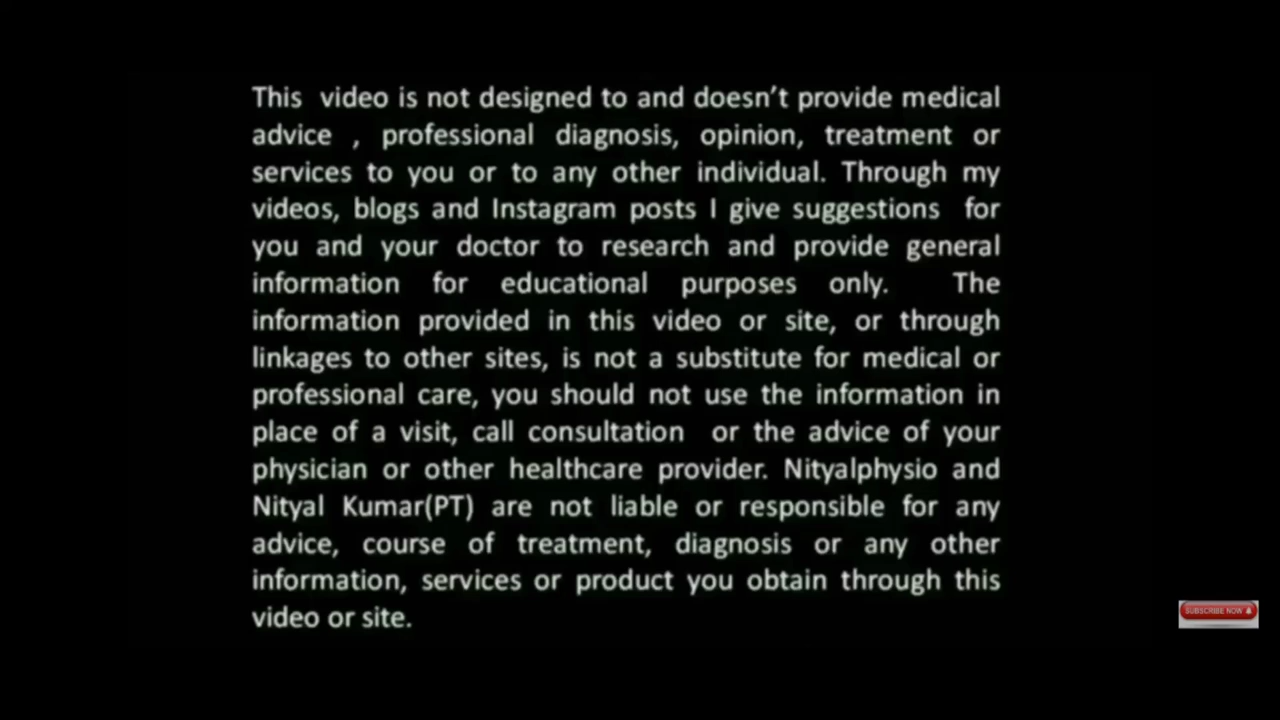 This video is not designed to and doesn’t provide medical
advice , professional diagnosis, opinion, treatment or
services to you or to any other individual. Through my
videos, blogs and Instagram posts I give suggestions for
you and your doctor to research and provide general
information for educational purposes only. The
information provided in this video or site, or through
linkages to other sites, is not a substitute for medical or
professional care, you should not use the information in
place of a visit, call consultation or the advice of your
physician or other healthcare provider. Nityalphysio and
Nityal Kumar(PT) are not liable or responsible for any
advice, course of treatment, diagnosis or any other
information, services or product you obtain through this
video or site.
SUBSCRIBE NOW